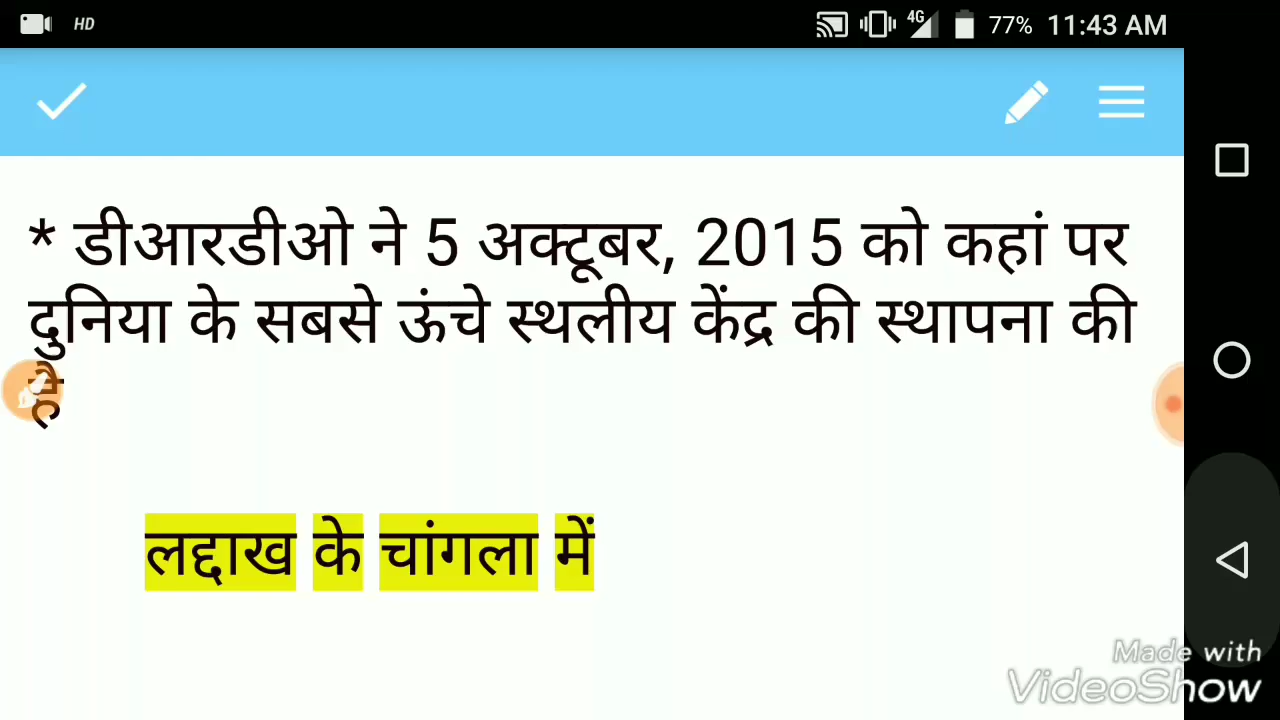 HD 4G 77% 11:43 AM
* डीआरडीओ ने 5 अक्टूबर, 2015 को कहां पर
दुनिया के सबसे ऊंचे स्थलीय केंद्र की स्थापना की
है
लद्दाख के चांगला में
Made with
VideoShow